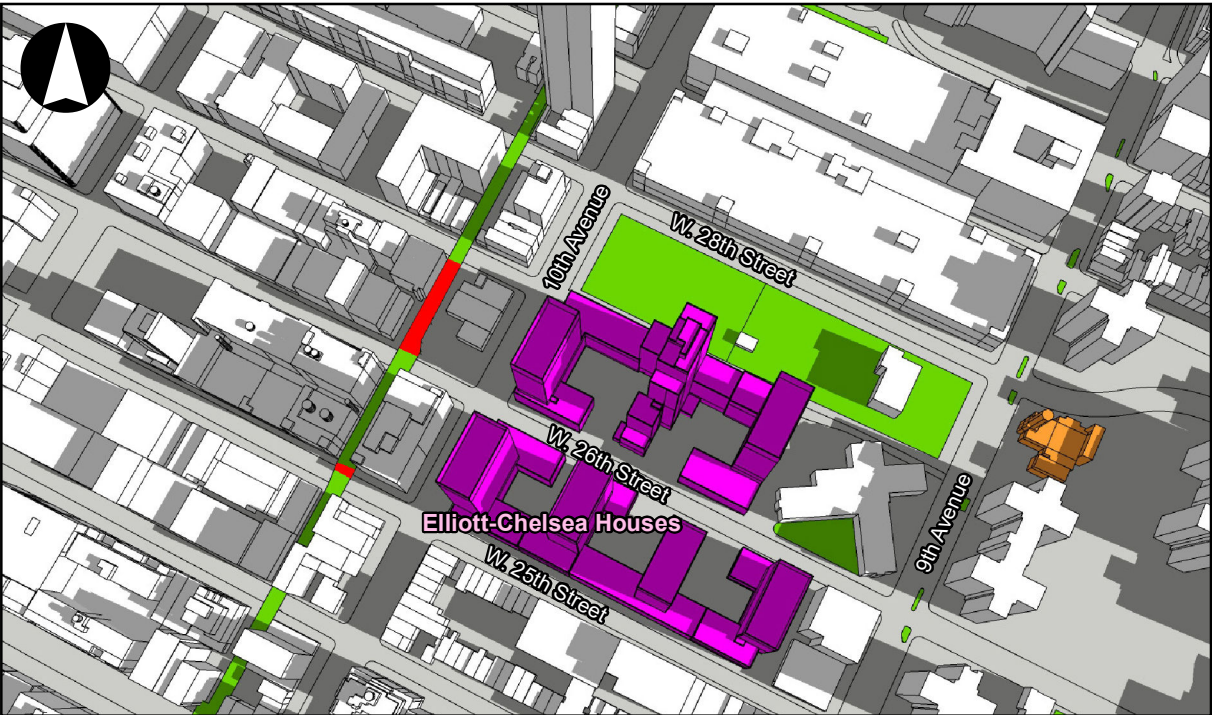 10th Avenue
W. 28th Street
W. 26th Street
9th Avenue
Elliott-Chelsea Houses
W. 25th Street